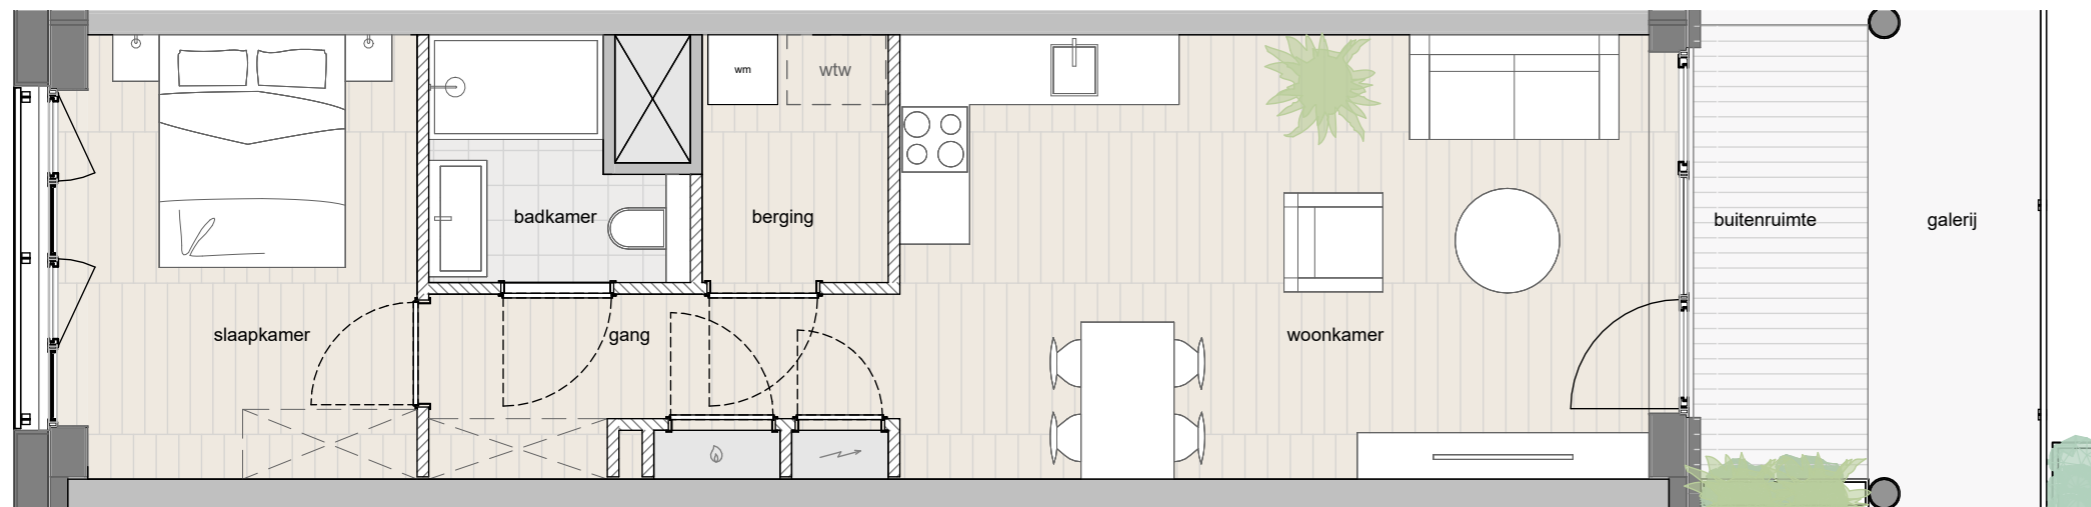 wm
wtw
badkamer
berging
buitenruimte
galerij
slaapkamer
gang
woonkamer